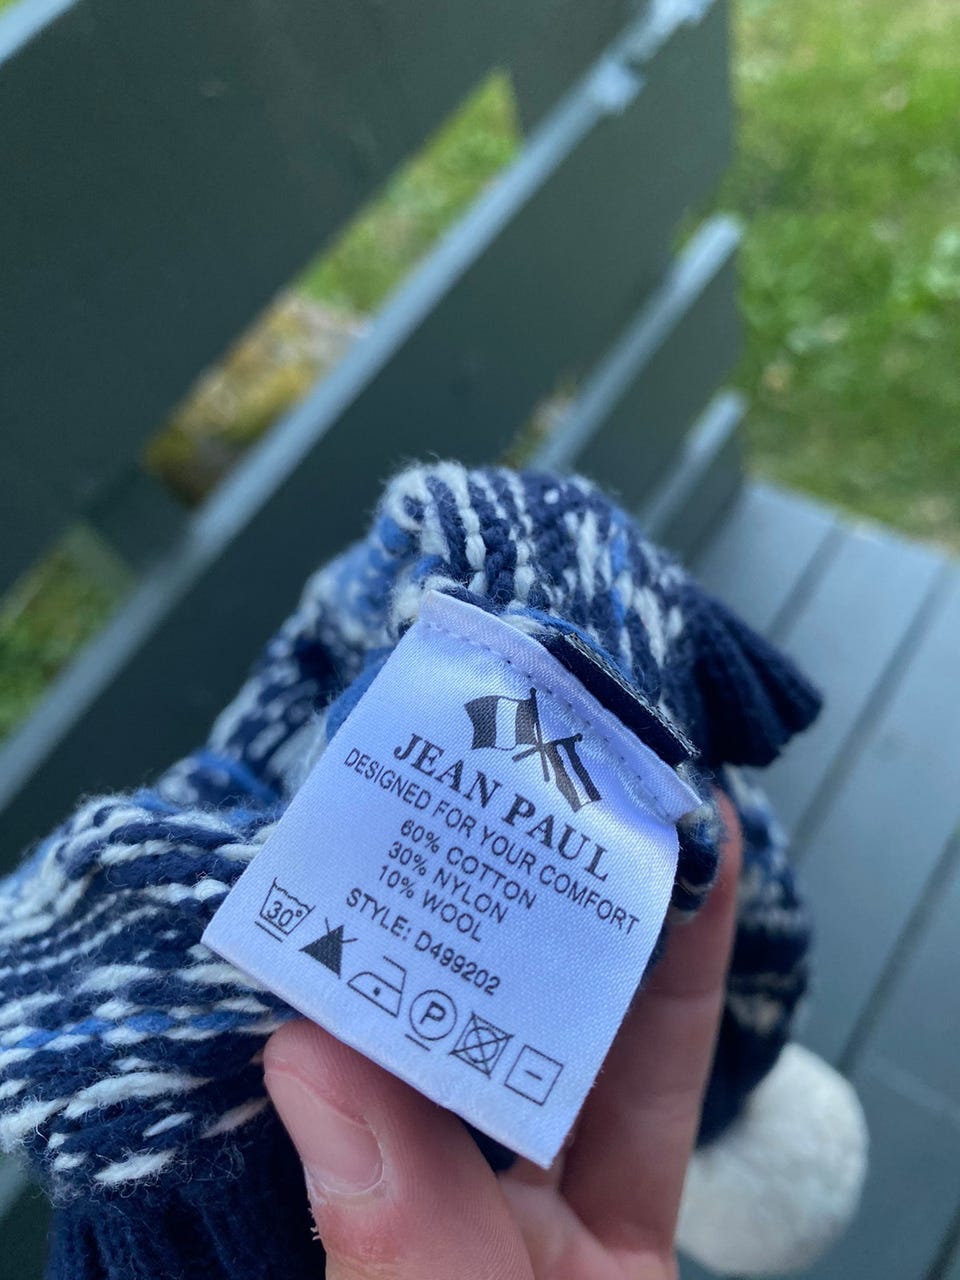 JEAN PAUL
DESIGNED FOR YOUR COMFORT
60% COTTON
30% NYLON
10% WOOL
STYLE: D499202
30°
P